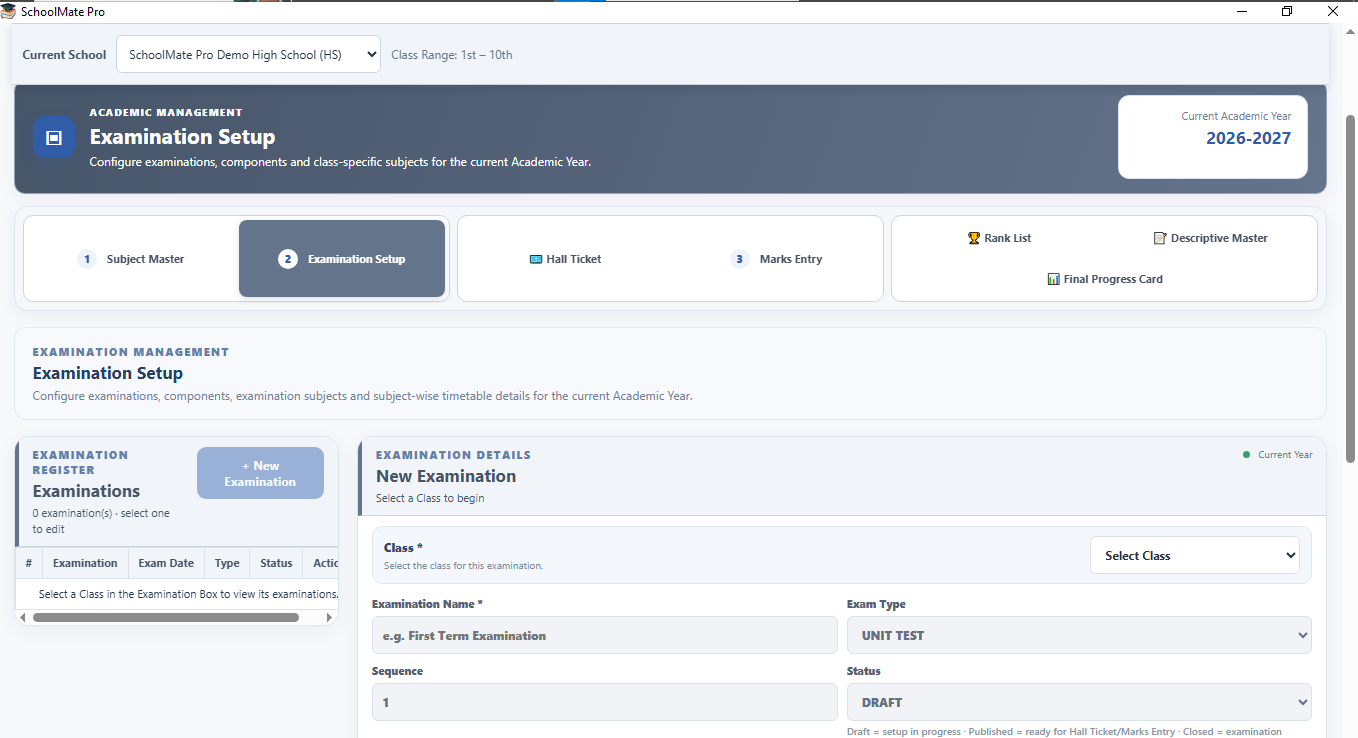 SchoolMate Pro
Current School
SchoolMate Pro Demo High School (HS)
Class Range: 1st – 10th
ACADEMIC MANAGEMENT
Examination Setup
Configure examinations, components and class-specific subjects for the current Academic Year.
Current Academic Year
2026-2027
1 Subject Master
2 Examination Setup
Hall Ticket
3 Marks Entry
Rank List
Descriptive Master
Final Progress Card
EXAMINATION MANAGEMENT
Examination Setup
Configure examinations, components, examination subjects and subject-wise timetable details for the current Academic Year.
EXAMINATION
REGISTER
Examinations
0 examination(s) · select one
to edit
+ New
Examination
# Examination Exam Date Type Status Actic
Select a Class in the Examination Box to view its examinations.
EXAMINATION DETAILS
New Examination
Select a Class to begin
Current Year
Class *
Select the class for this examination.
Select Class
Examination Name *
e.g. First Term Examination
Exam Type
UNIT TEST
Sequence
1
Status
DRAFT
Draft = setup in progress · Published = ready for Hall Ticket/Marks Entry · Closed = examination